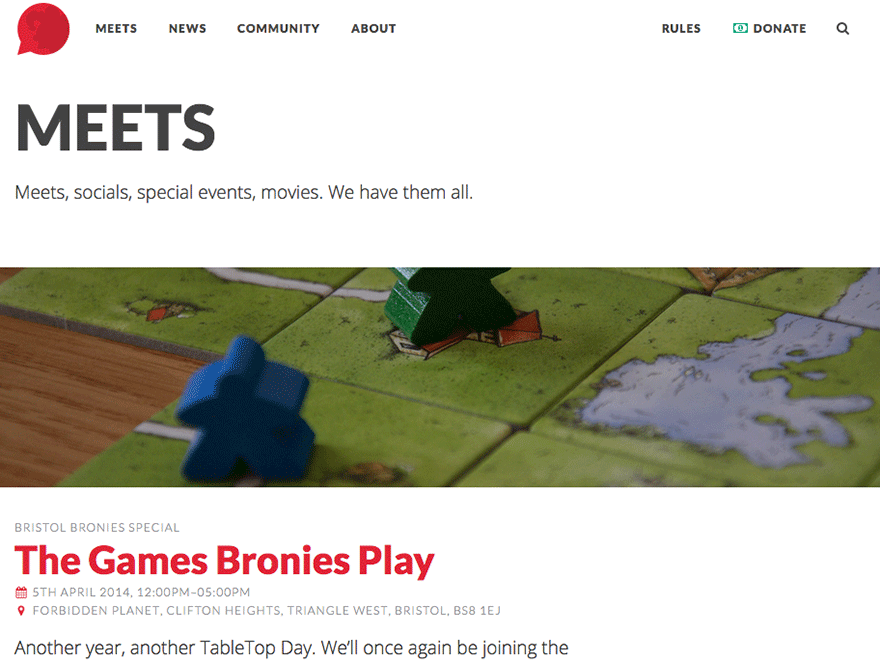 MEETS NEWS COMMUNITY ABOUT RULES DONATE
MEETS
Meets, socials, special events, movies. We have them all.
BRISTOL BRONIES SPECIAL
The Games Bronies Play
5TH APRIL 2014, 12:00PM–05:00PM
FORBIDDEN PLANET, CLIFTON HEIGHTS, TRIANGLE WEST, BRISTOL, BS8 1EJ
Another year, another TableTop Day. We’ll once again be joining the